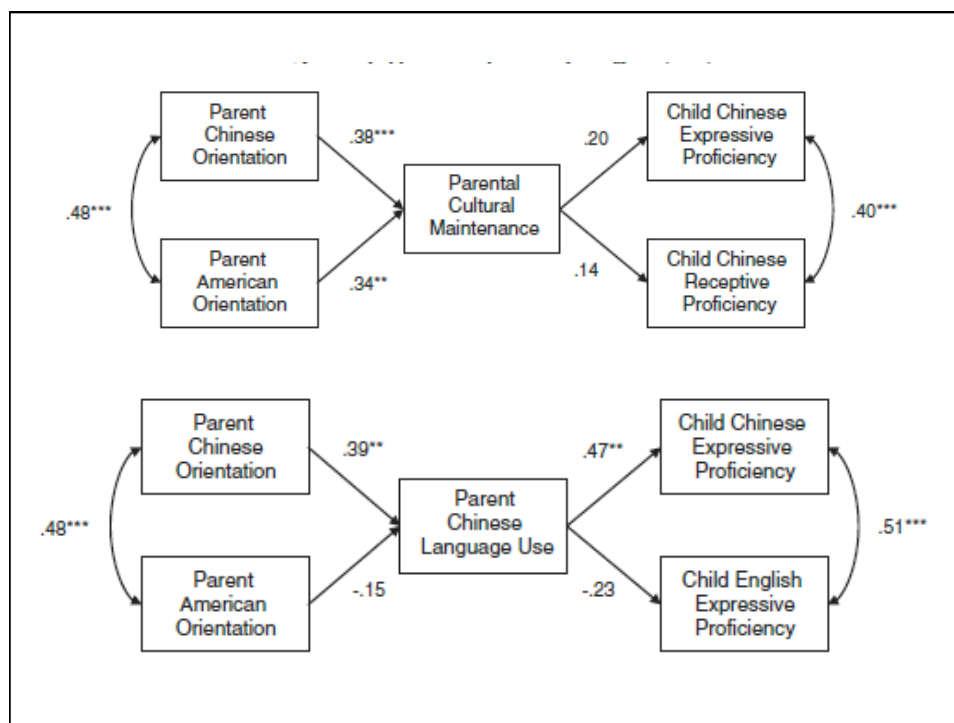 Parent
Chinese
Orientation
.38***
.20
Child Chinese
Expressive
Proficiency
.48***
Parental
Cultural
Maintenance
.40***
Parent
American
Orientation
.34**
.14
Child Chinese
Receptive
Proficiency
Parent
Chinese
Orientation
.39**
.47**
Child Chinese
Expressive
Proficiency
.48***
Parent
Chinese
Language Use
.51***
Parent
American
Orientation
-.15
-.23
Child English
Expressive
Proficiency